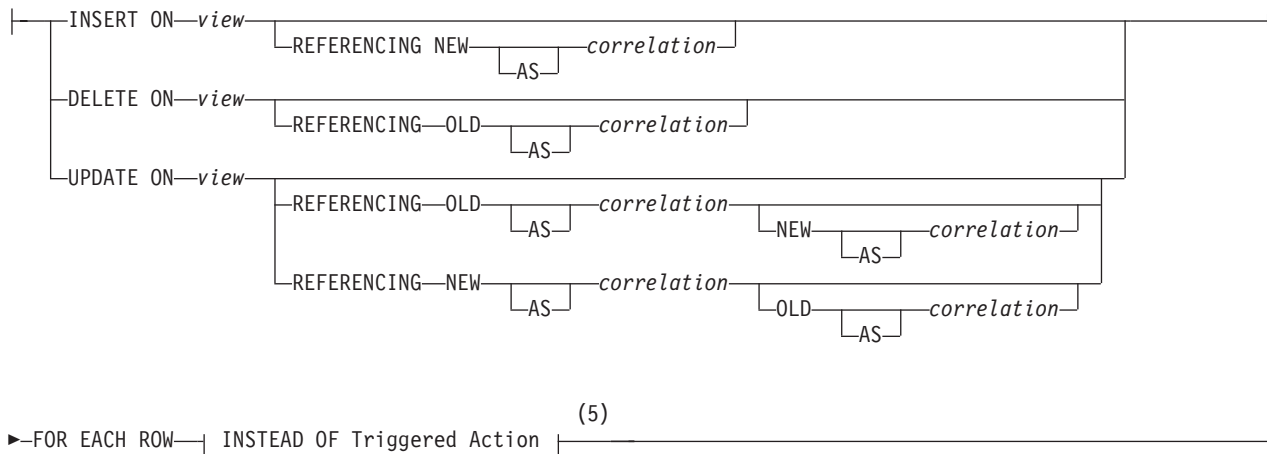 INSERT ON view
REFERENCING NEW AS correlation
DELETE ON view
REFERENCING OLD AS correlation
UPDATE ON view
REFERENCING OLD AS correlation NEW AS correlation
REFERENCING NEW AS correlation OLD AS correlation
(5)
FOR EACH ROW INSTEAD OF Triggered Action